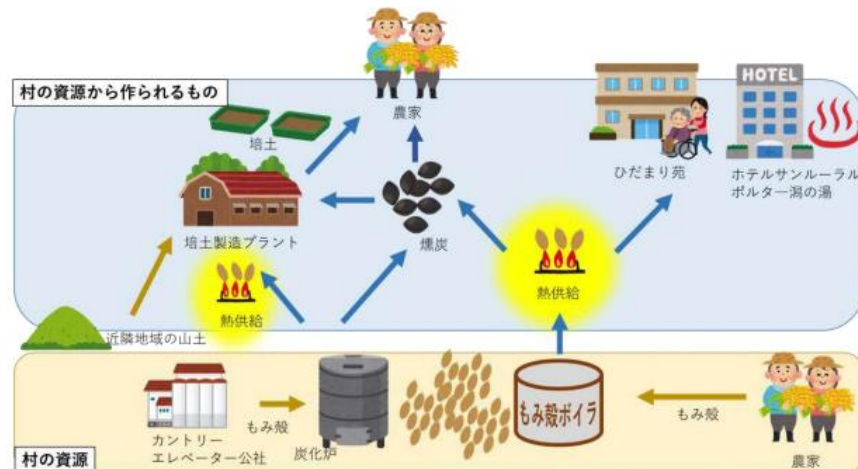 村の資源から作られるもの
農家
培土
HOTEL
ひだまり苑
ホテルサンルーラル
ポルター潟の湯
培土製造プラント
燻炭
熱供給
熱供給
近隣地域の山土
もみ殻
カントリー
エレベーター公社
炭化炉
もみ殻ボイラ
もみ殻
農家
村の資源